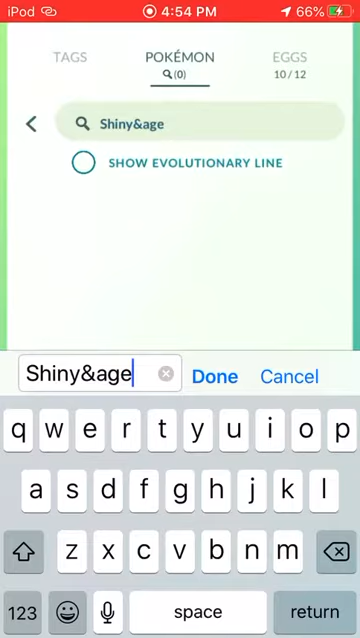 iPod 4:54 PM 66%
TAGS POKÉMON EGGS
(0) 10 / 12
Shiny&age
SHOW EVOLUTIONARY LINE
Shiny&age Done Cancel
q w e r t y u i o p
a s d f g h j k l
z x c v b n m
123 space return